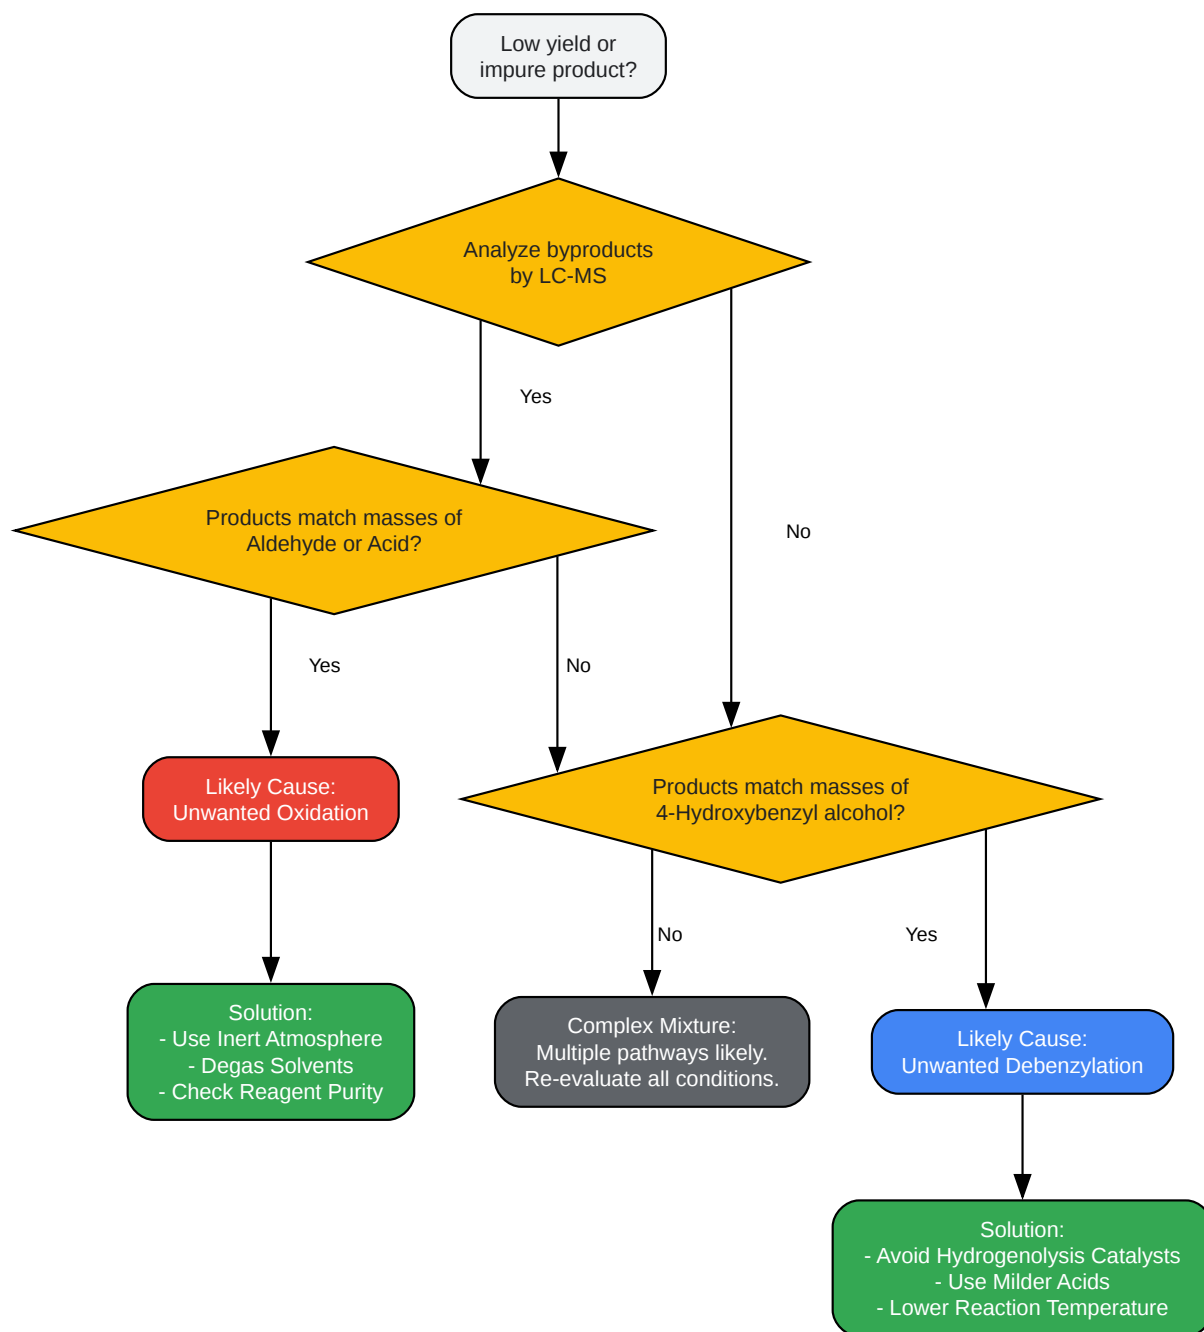 Low yield or
impure product?
Analyze byproducts
by LC-MS
Yes
No
Products match masses of
Aldehyde or Acid?
Yes
No
Likely Cause:
Unwanted Oxidation
Products match masses of
4-Hydroxybenzyl alcohol?
No
Yes
Solution:
- Use Inert Atmosphere
- Degas Solvents
- Check Reagent Purity
Complex Mixture:
Multiple pathways likely.
Re-evaluate all conditions.
Likely Cause:
Unwanted Debenzylation
Solution:
- Avoid Hydrogenolysis Catalysts
- Use Milder Acids
- Lower Reaction Temperature